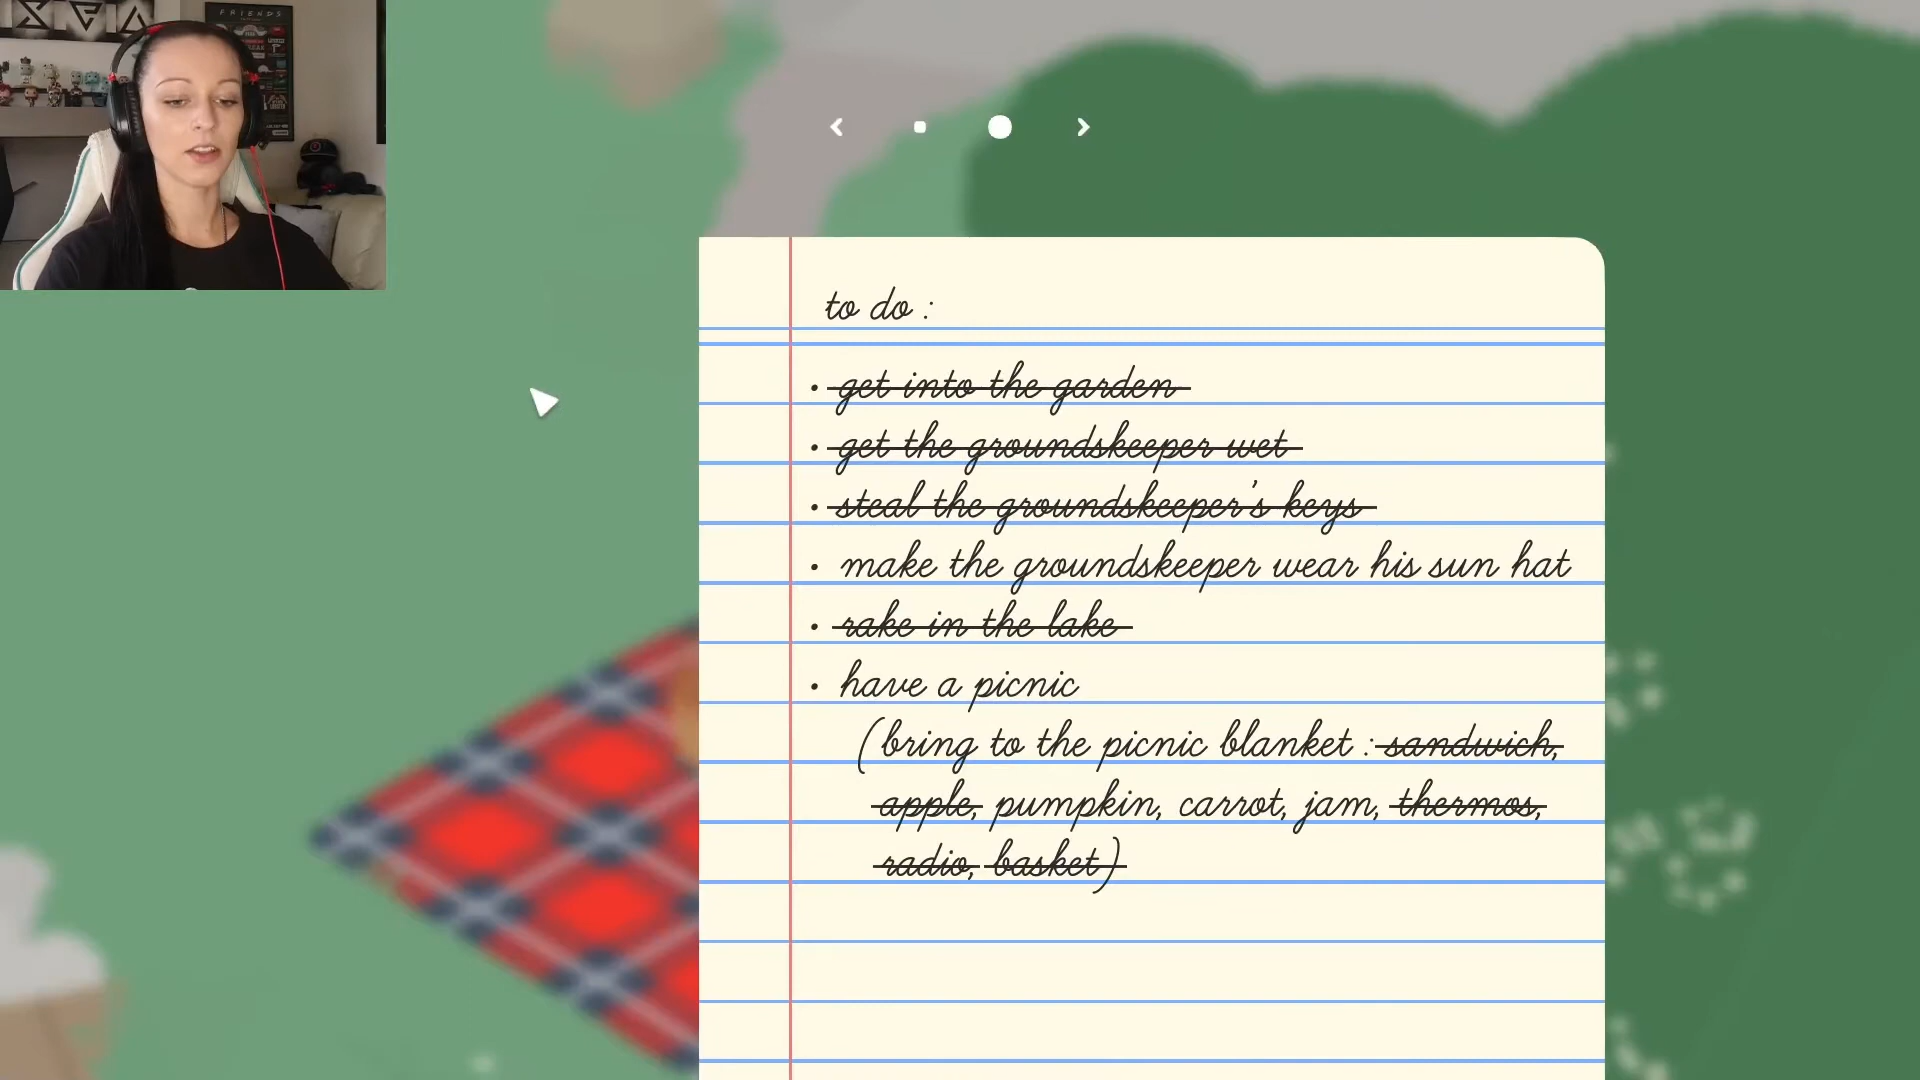 FRIENDS
to do :
• get into the garden
• get the groundskeeper wet
• steal the groundskeeper's keys
• make the groundskeeper wear his sun hat
• rake in the lake
• have a picnic
(bring to the picnic blanket : sandwich,
apple, pumpkin, carrot, jam, thermos,
radio, basket)